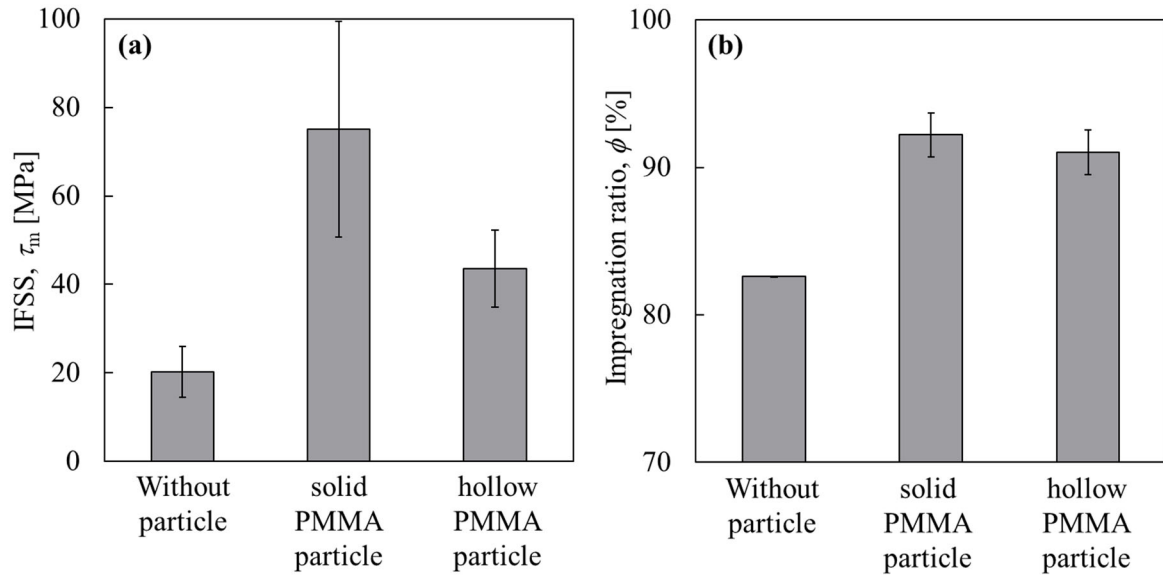 (a)
IFSS, τm [MPa]
100
80
60
40
20
0
Without
particle
solid
PMMA
particle
hollow
PMMA
particle
(b)
Impregnation ratio, ϕ [%]
100
90
80
70
Without
particle
solid
PMMA
particle
hollow
PMMA
particle